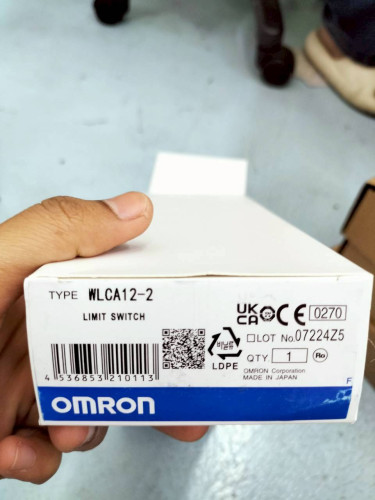 TYPE WLCA12-2
LIMIT SWITCH
UK CA CE 0270
LOT No.07224Z5
QTY 1 Ro
LDPE
OMRON Corporation
MADE IN JAPAN
4 536853 210113
OMRON
F